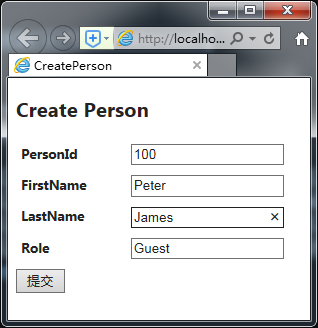 http://localho...
CreatePerson
Create Person
PersonId 100
FirstName Peter
LastName James
Role Guest
提交